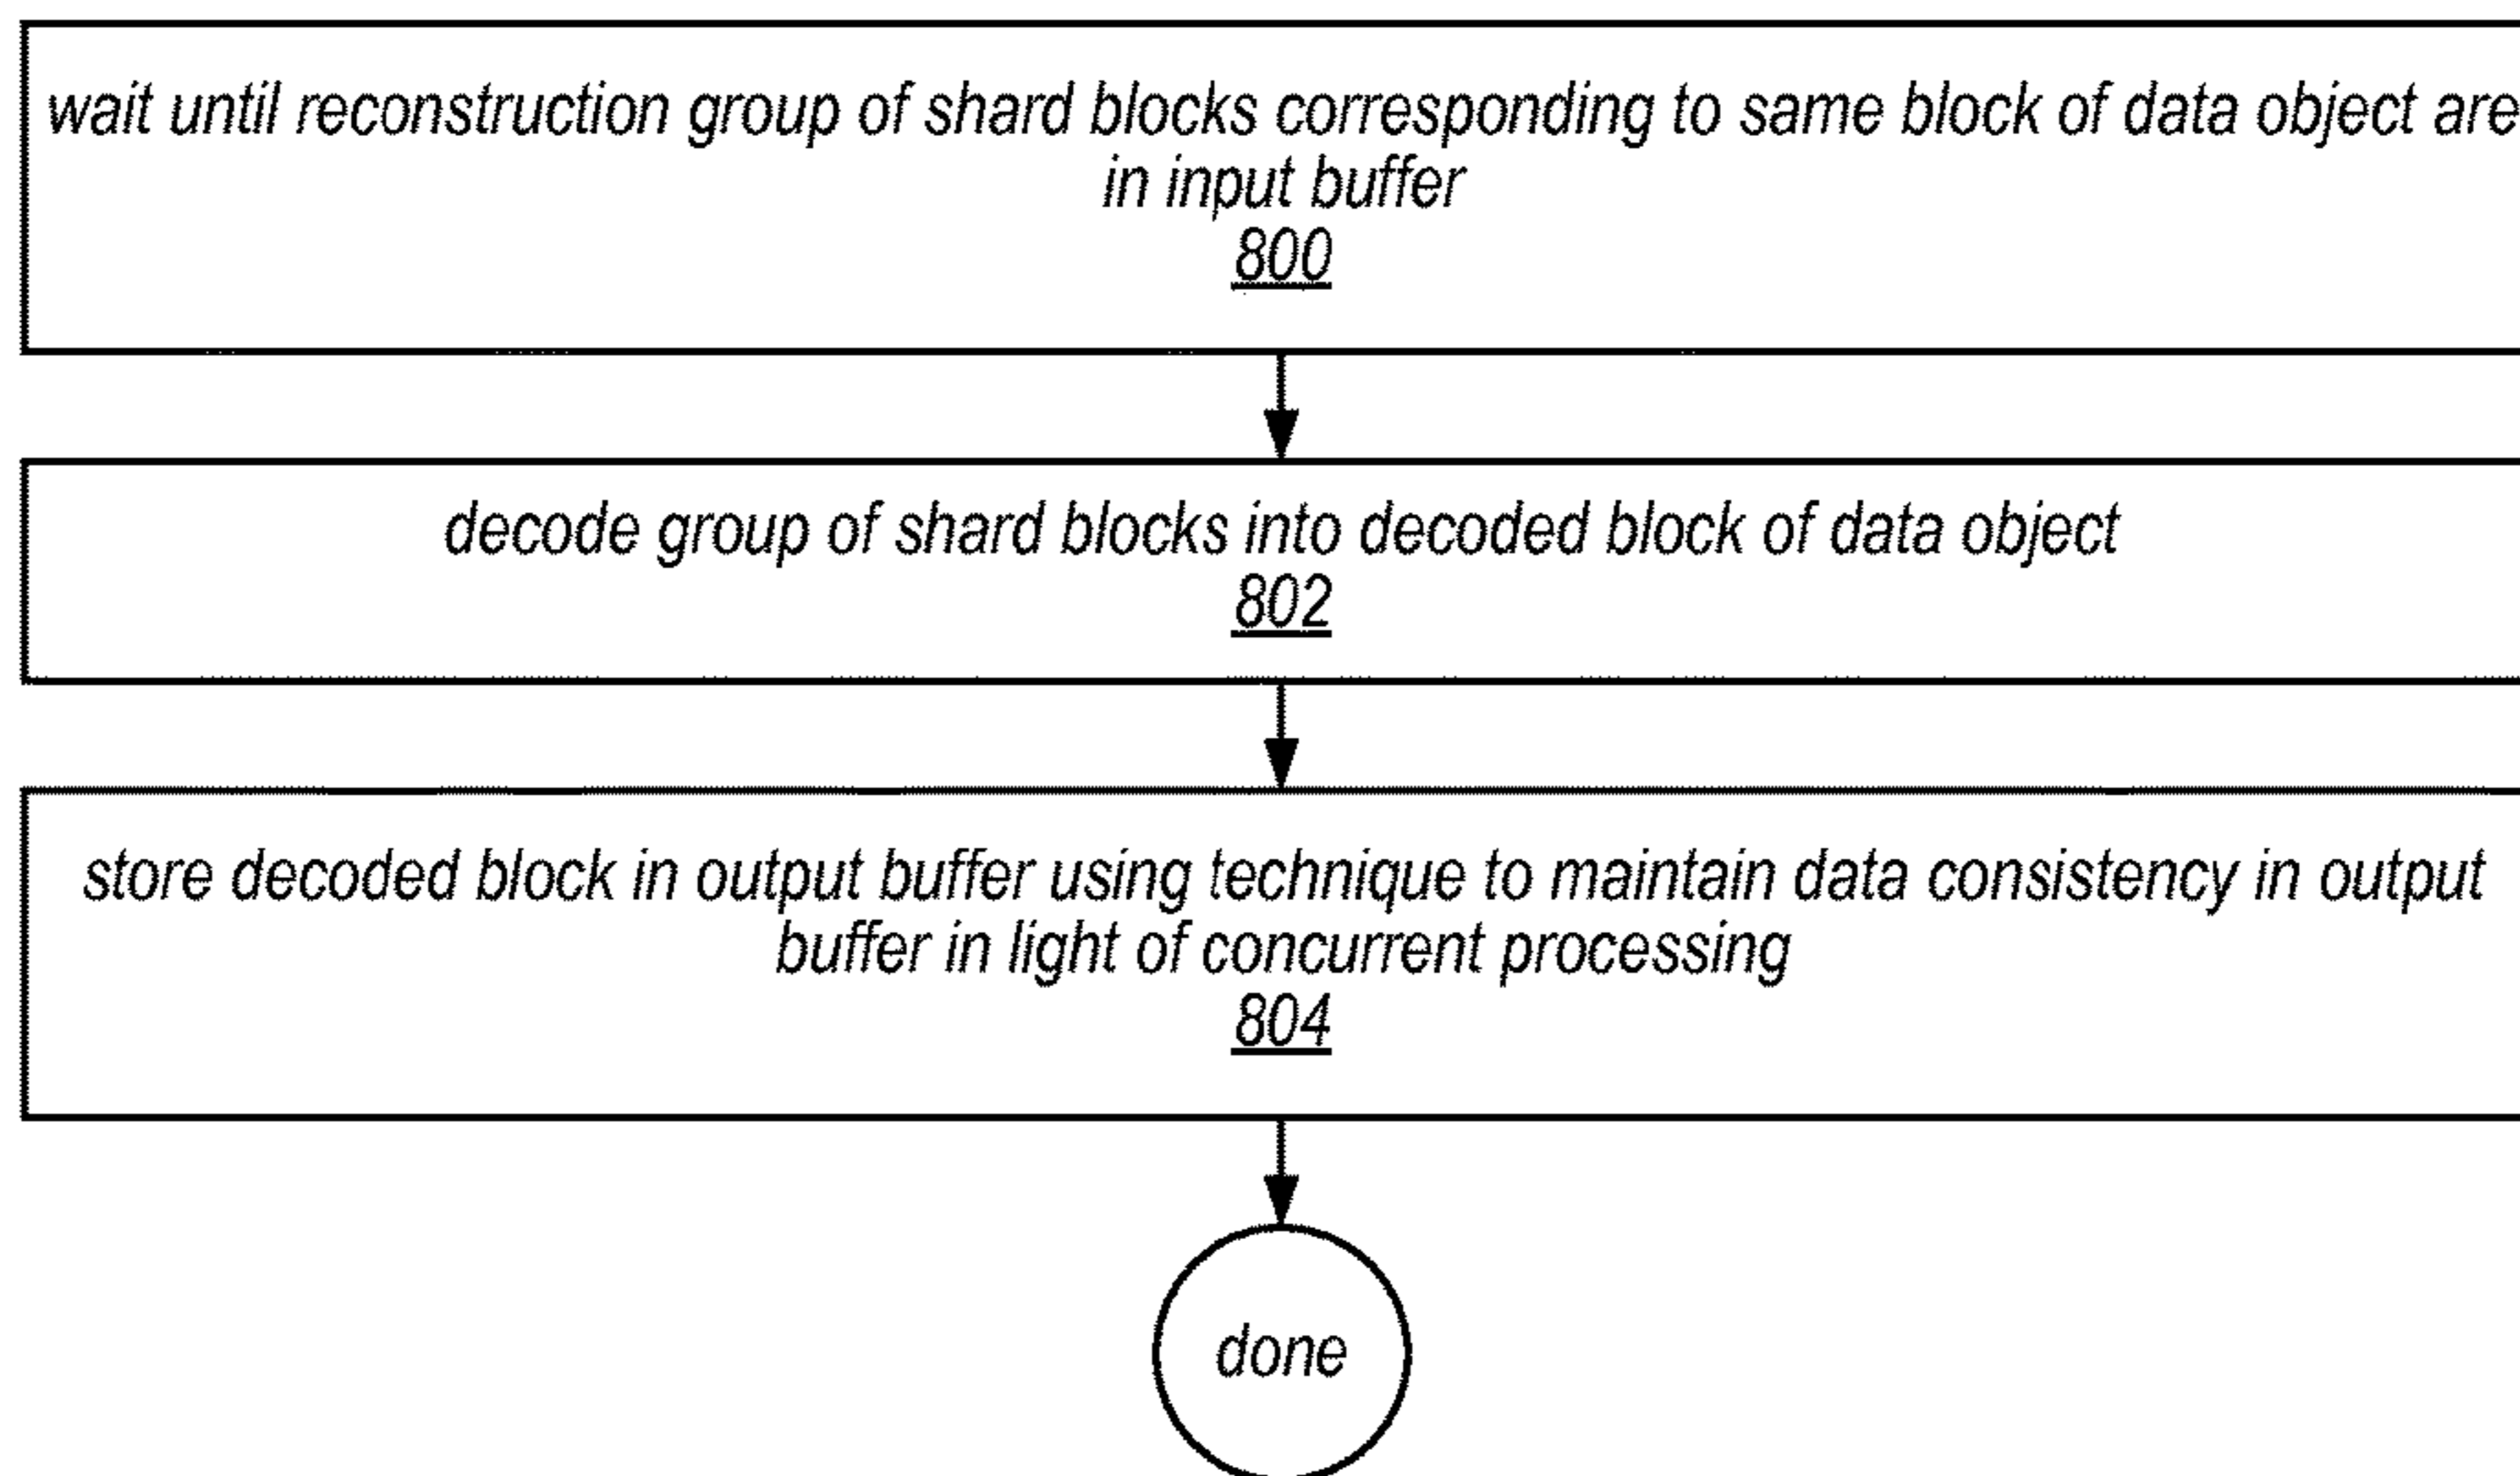 wait until reconstruction group of shard blocks corresponding to same block of data object are
in input buffer
800
decode group of shard blocks into decoded block of data object
802
store decoded block in output buffer using technique to maintain data consistency in output
buffer in light of concurrent processing
804
done